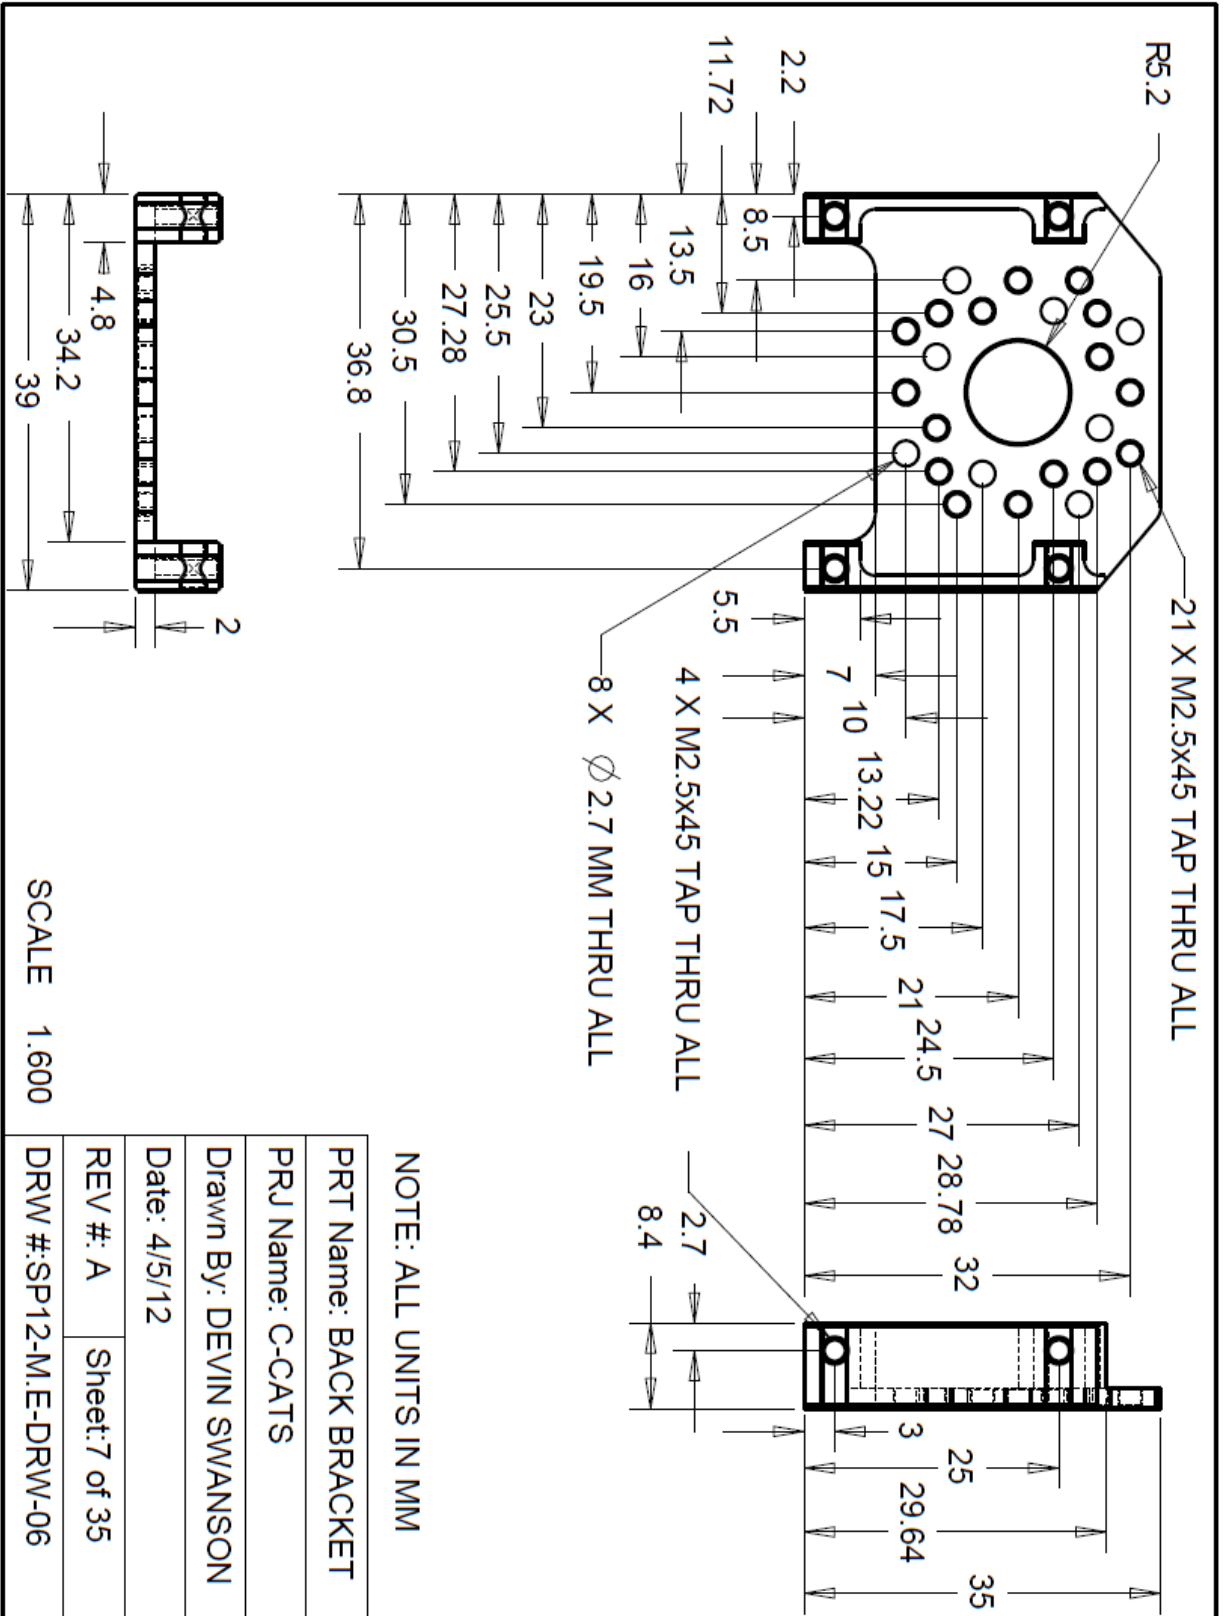 R5.2
21 X M2.5x45 TAP THRU ALL
2.2
11.72
8.5
13.5
16
19.5
23
25.5
27.28
30.5
36.8
5.5
7
10
13.22
15
17.5
21
24.5
27
28.78
32
4 X M2.5x45 TAP THRU ALL
8 X ∅ 2.7 MM THRU ALL
2.7
8.4
3
25
29.64
35
4.8
34.2
39
2
NOTE: ALL UNITS IN MM
SCALE 1.600
PRT Name: BACK BRACKET
PRJ Name: C-CATS
Drawn By: DEVIN SWANSON
Date: 4/5/12
REV #: A Sheet:7 of 35
DRW #:SP12-M.E-DRW-06